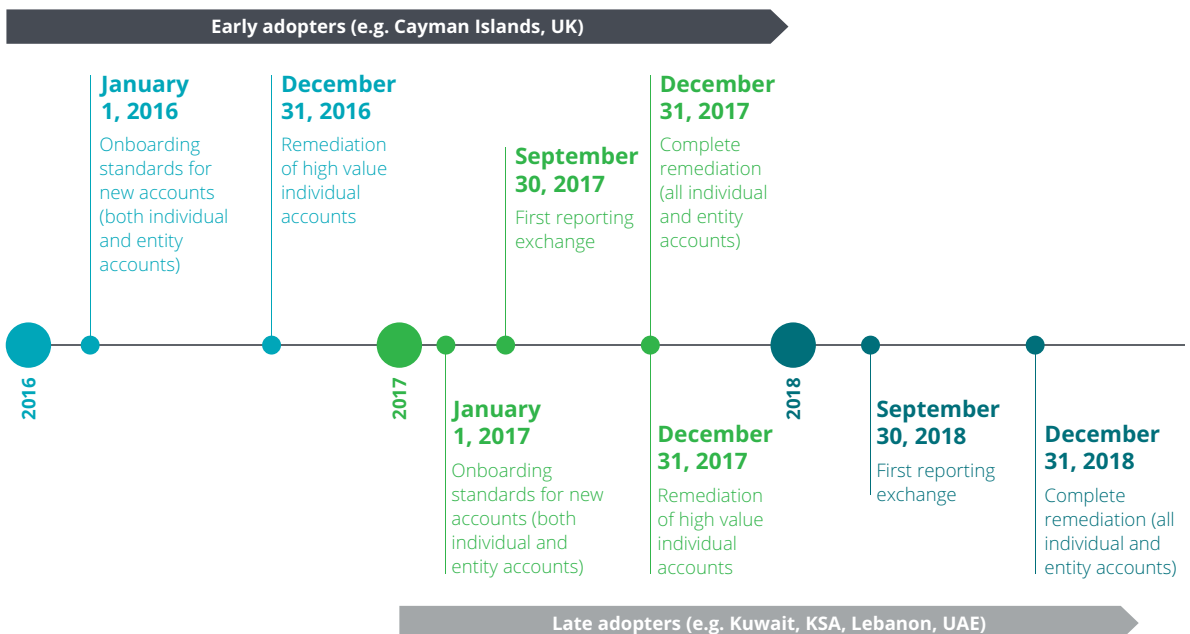 Early adopters (e.g. Cayman Islands, UK)
January
1, 2016
Onboarding
standards for
new accounts
(both individual
and entity
accounts)
December
31, 2016
Remediation
of high value
individual
accounts
September
30, 2017
First reporting
exchange
December
31, 2017
Complete
remediation
(all individual
and entity
accounts)
2016
2017
2018
January
1, 2017
Onboarding
standards for new
accounts (both
individual and
entity accounts)
December
31, 2017
Remediation
of high value
individual
accounts
September
30, 2018
First reporting
exchange
December
31, 2018
Complete
remediation (all
individual and
entity accounts)
Late adopters (e.g. Kuwait, KSA, Lebanon, UAE)